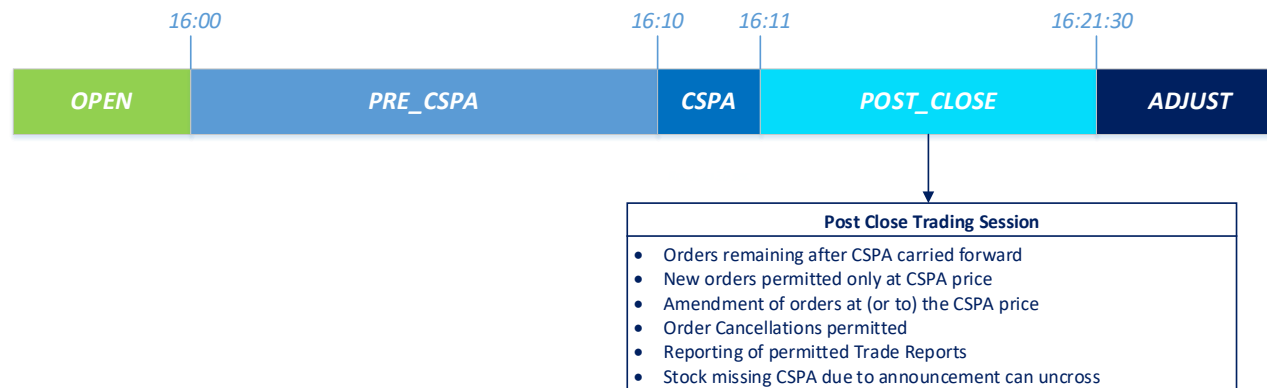 16:00 16:10 16:11 16:21:30
OPEN PRE_CSPA CSPA POST_CLOSE ADJUST
Post Close Trading Session
• Orders remaining after CSPA carried forward
• New orders permitted only at CSPA price
• Amendment of orders at (or to) the CSPA price
• Order Cancellations permitted
• Reporting of permitted Trade Reports
• Stock missing CSPA due to announcement can uncross